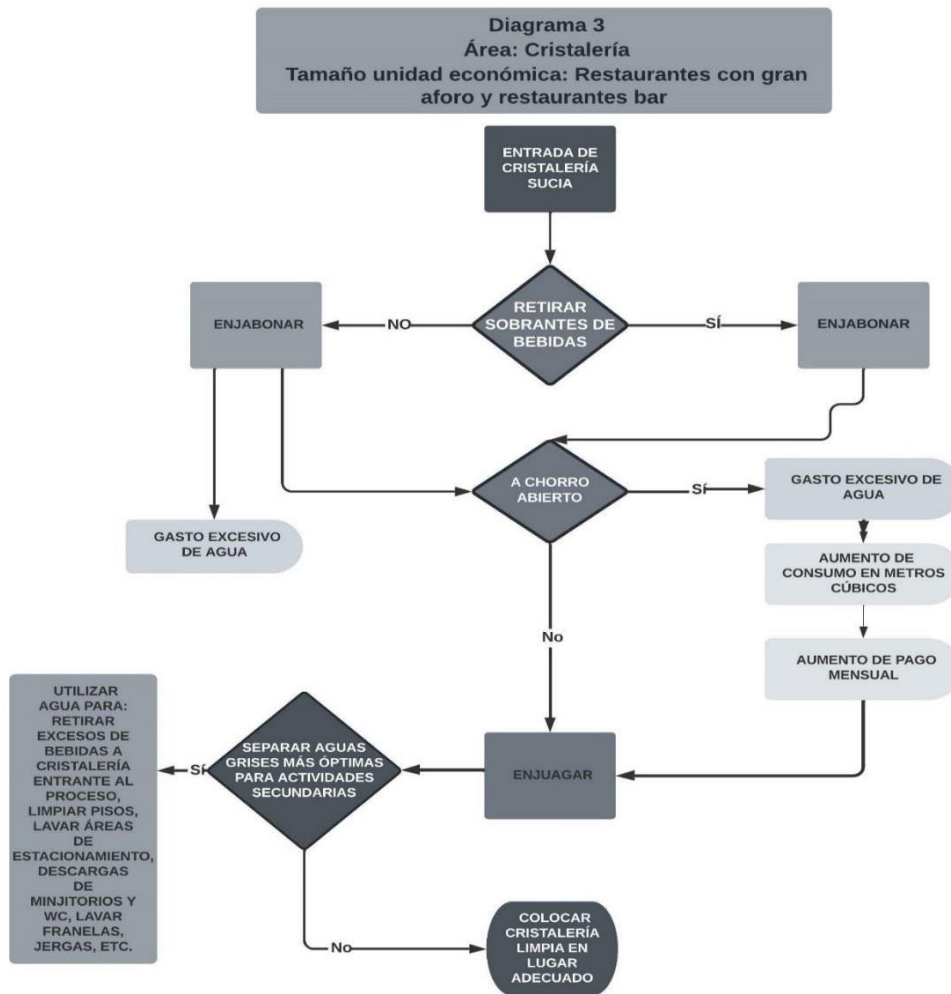 Diagrama 3
Área: Cristalería
Tamaño unidad económica: Restaurantes con gran
aforo y restaurantes bar
ENTRADA DE
CRISTALERÍA
SUCIA
RETIRAR
SOBRANTES DE
BEBIDAS
NO
SÍ
ENJABONAR
ENJABONAR
A CHORRO
ABIERTO
Sí
GASTO EXCESIVO DE
AGUA
GASTO EXCESIVO
DE AGUA
AUMENTO DE
CONSUMO EN METROS
CÚBICOS
No
AUMENTO DE PAGO
MENSUAL
ENJUAGAR
SEPARAR AGUAS
GRISES MÁS ÓPTIMAS
PARA ACTIVIDADES
SECUNDARIAS
Sí
UTILIZAR
AGUA PARA:
RETIRAR
EXCESOS DE
BEBIDAS A
CRISTALERÍA
ENTRANTE AL
PROCESO,
LIMPIAR PISOS,
LAVAR ÁREAS
DE
ESTACIONAMIENTO,
DESCARGAS
DE
MINJITORIOS Y
WC, LAVAR
FRANELAS,
JERGAS, ETC.
No
COLOCAR
CRISTALERÍA
LIMPIA EN
LUGAR
ADECUADO